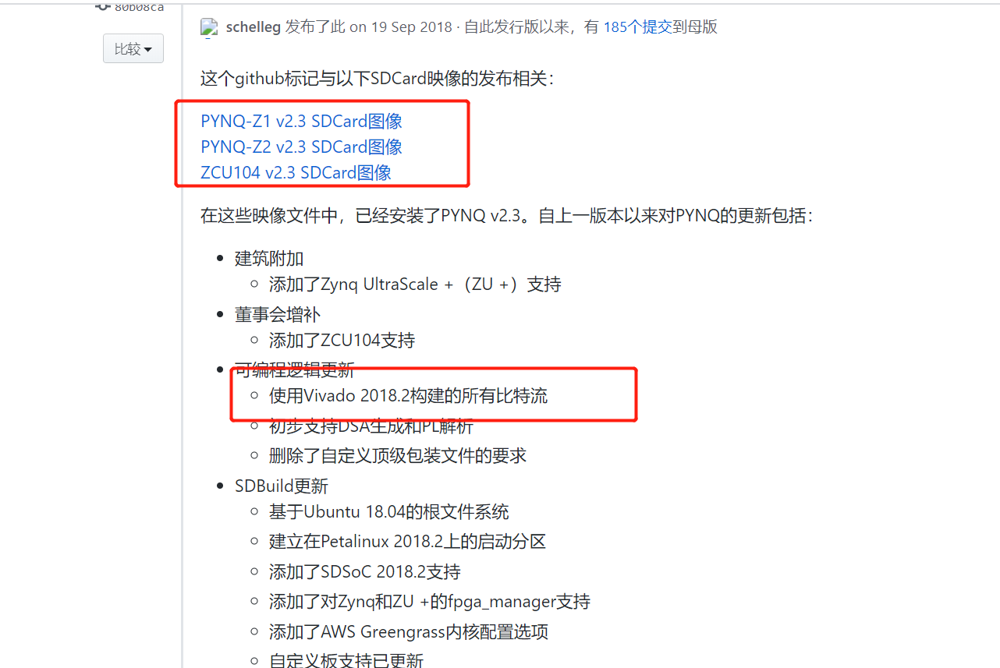 80b08ca
schelleg 发布了此 on 19 Sep 2018 · 自此发行版以来，有 185个提交到母版
比较
这个github标记与以下SDCard映像的发布相关：
PYNQ-Z1 v2.3 SDCard图像
PYNQ-Z2 v2.3 SDCard图像
ZCU104 v2.3 SDCard图像
在这些映像文件中，已经安装了PYNQ v2.3。自上一版本以来对PYNQ的更新包括：
建筑附加
添加了Zynq UltraScale +（ZU +）支持
董事会增补
添加了ZCU104支持
可编程逻辑更新
使用Vivado 2018.2构建的所有比特流
初步支持DSA生成和PL解析
删除了自定义顶级包装文件的要求
SDBuild更新
基于Ubuntu 18.04的根文件系统
建立在Petalinux 2018.2上的启动分区
添加了SDSoC 2018.2支持
添加了对Zynq和ZU +的fpga_manager支持
添加了AWS Greengrass内核配置选项
自定义板支持已更新